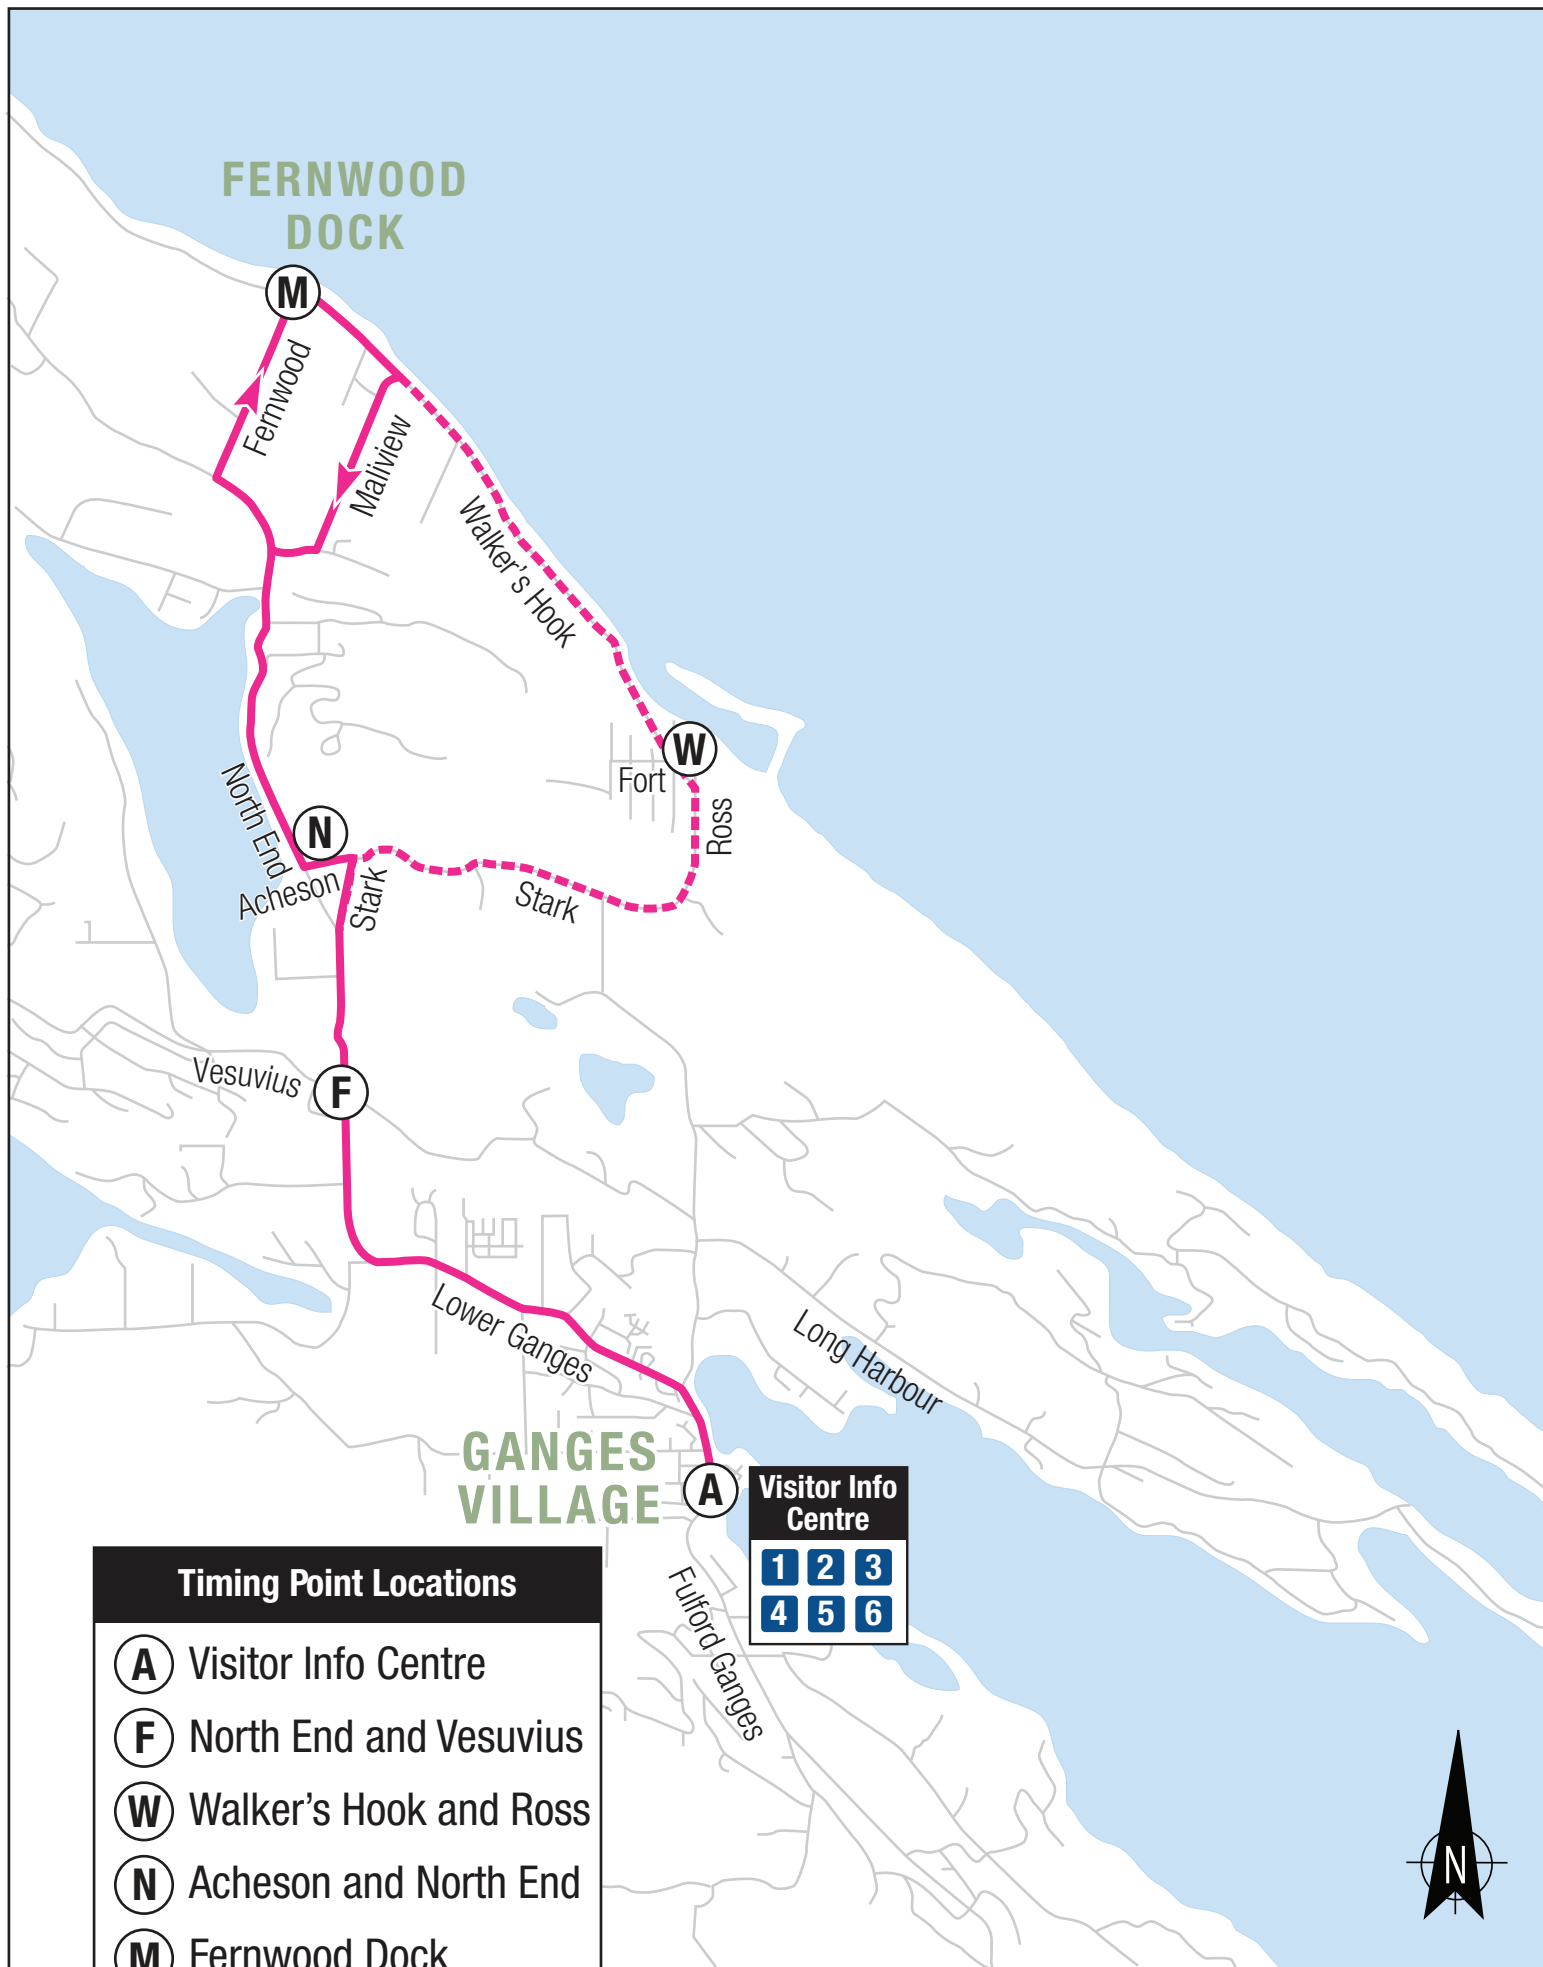 FERNWOOD
DOCK
M
Fernwood
Maliview
Walker's Hook
W
Fort
Ross
North End
N
Acheson
Stark
Stark
Vesuvius
F
Lower Ganges
Long Harbour
GANGES
VILLAGE
A
Visitor Info
Centre
1 2 3
4 5 6
Fulford Ganges
Timing Point Locations
A Visitor Info Centre
F North End and Vesuvius
W Walker's Hook and Ross
N Acheson and North End
M Fernwood Dock
N